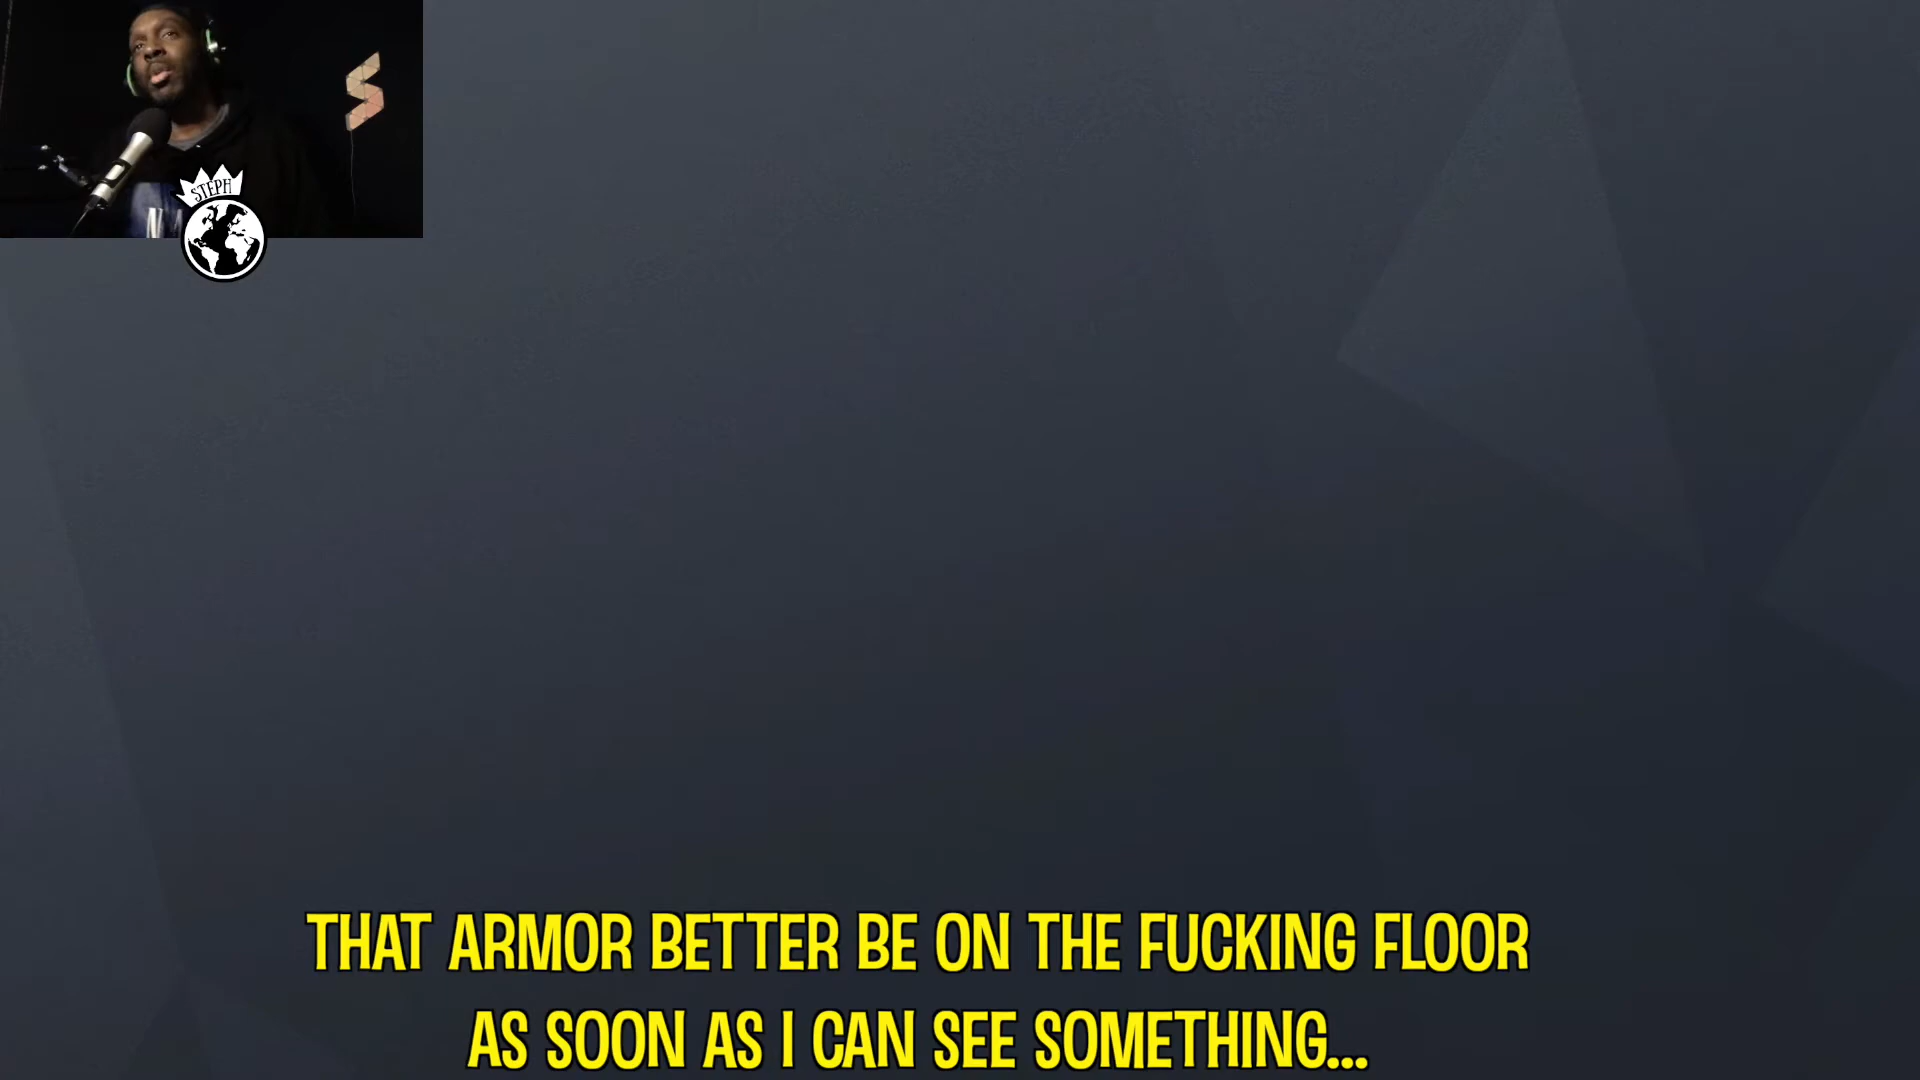 STEPH
THAT ARMOR BETTER BE ON THE FUCKING FLOOR
AS SOON AS I CAN SEE SOMETHING...